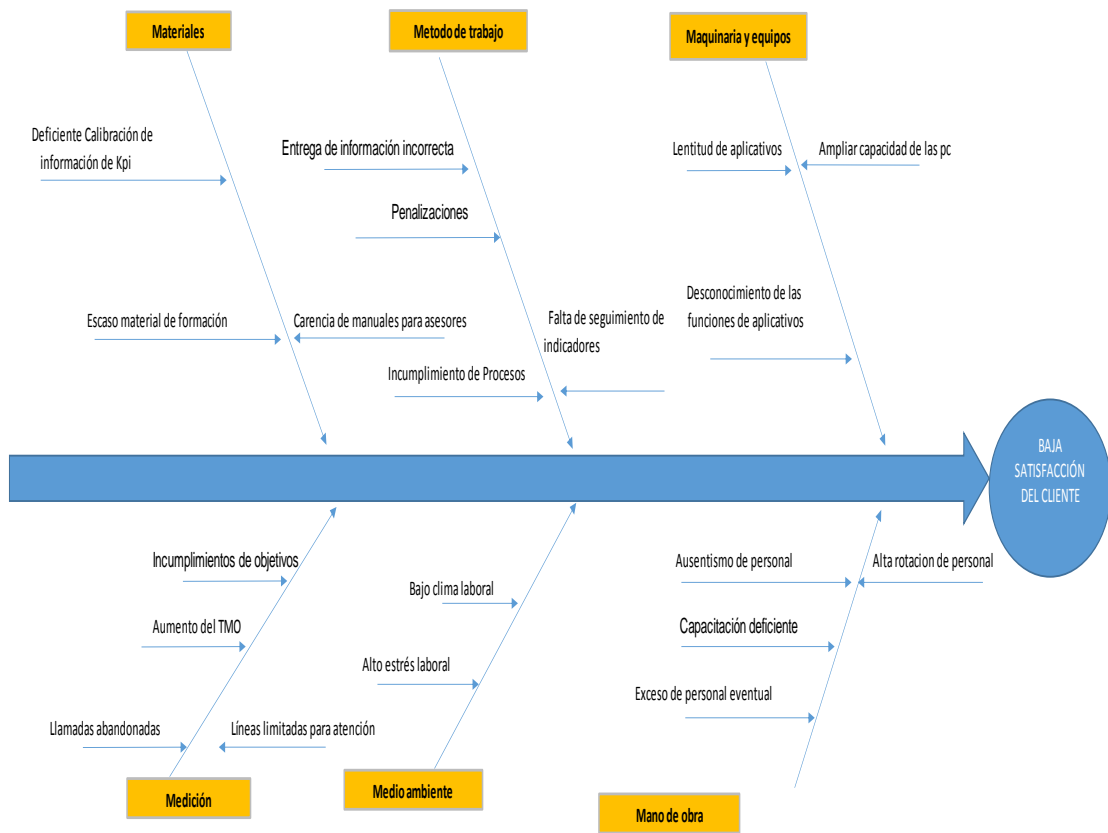 Materiales
Metodo de trabajo
Maquinaria y equipos
Deficiente Calibración de
información de Kpi
Entrega de información incorrecta
Lentitud de aplicativos
Ampliar capacidad de las pc
Penalizaciones
Escaso material de formación
Carencia de manuales para asesores
Falta de seguimiento de
indicadores
Desconocimiento de las
funciones de aplicativos
Incumplimiento de Procesos
BAJA
SATISFACCIÓN
DEL CLIENTE
Incumplimientos de objetivos
Bajo clima laboral
Ausentismo de personal
Alta rotacion de personal
Aumento del TMO
Capacitación deficiente
Alto estrés laboral
Exceso de personal eventual
Llamadas abandonadas
Líneas limitadas para atención
Medición
Medio ambiente
Mano de obra